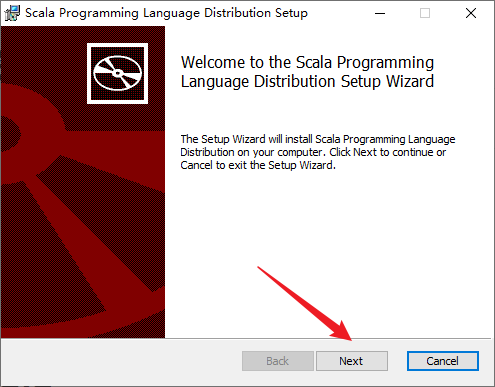 Scala Programming Language Distribution Setup
Welcome to the Scala Programming
Language Distribution Setup Wizard
The Setup Wizard will install Scala Programming Language
Distribution on your computer. Click Next to continue or
Cancel to exit the Setup Wizard.
Back
Next
Cancel